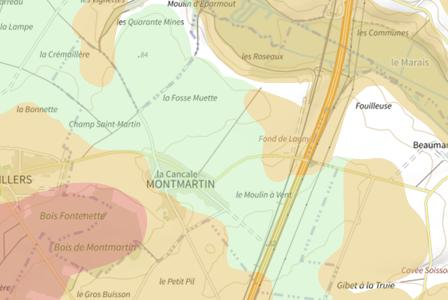 les Quarante Mines
Moulin d'Eparmont
les Communes
la Lampe
.84
la Crémaillère
les Roseaux
le Marais
la Fosse Muette
la Bonnette
Fouilleuse
Champ Saint-Martin
Fond de
Beaumar
la Cancale
ILLERS
MONTMARTIN
le Moulin à Vent
Bois Fontenette
Bois de Montmartin
Cavée Soisso
le Petit Pil
Gibet à la Truie
le Gros Buisson